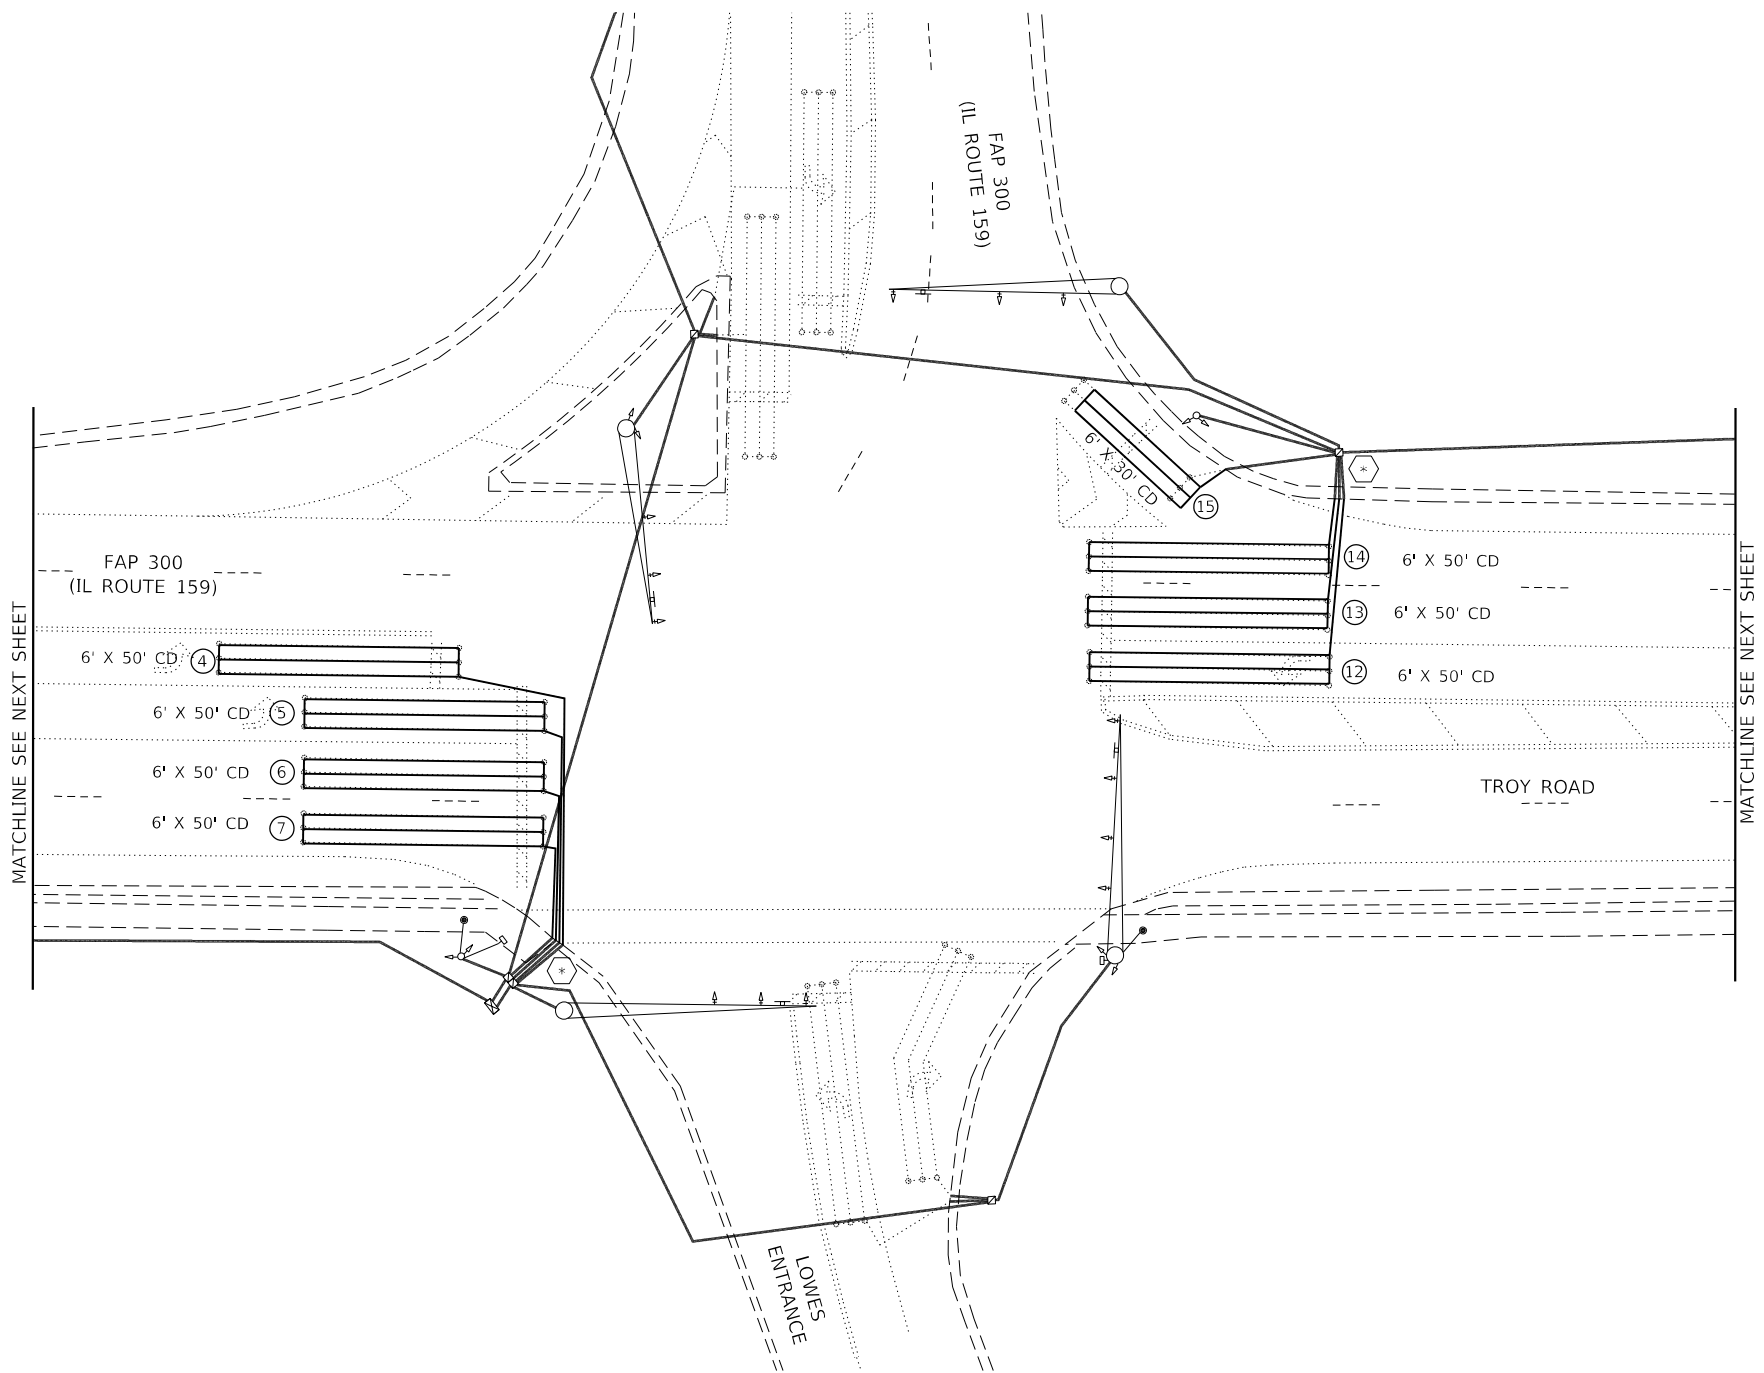 FAP 300
(IL ROUTE 159)
6' X 30' CD
15
*
FAP 300
(IL ROUTE 159)
14
6' X 50' CD
13
6' X 50' CD
12
6' X 50' CD
6' X 50' CD
4
6' X 50' CD
5
6' X 50' CD
6
6' X 50' CD
7
TROY ROAD
MATCHLINE SEE NEXT SHEET
MATCHLINE SEE NEXT SHEET
*
LOWES
ENTRANCE